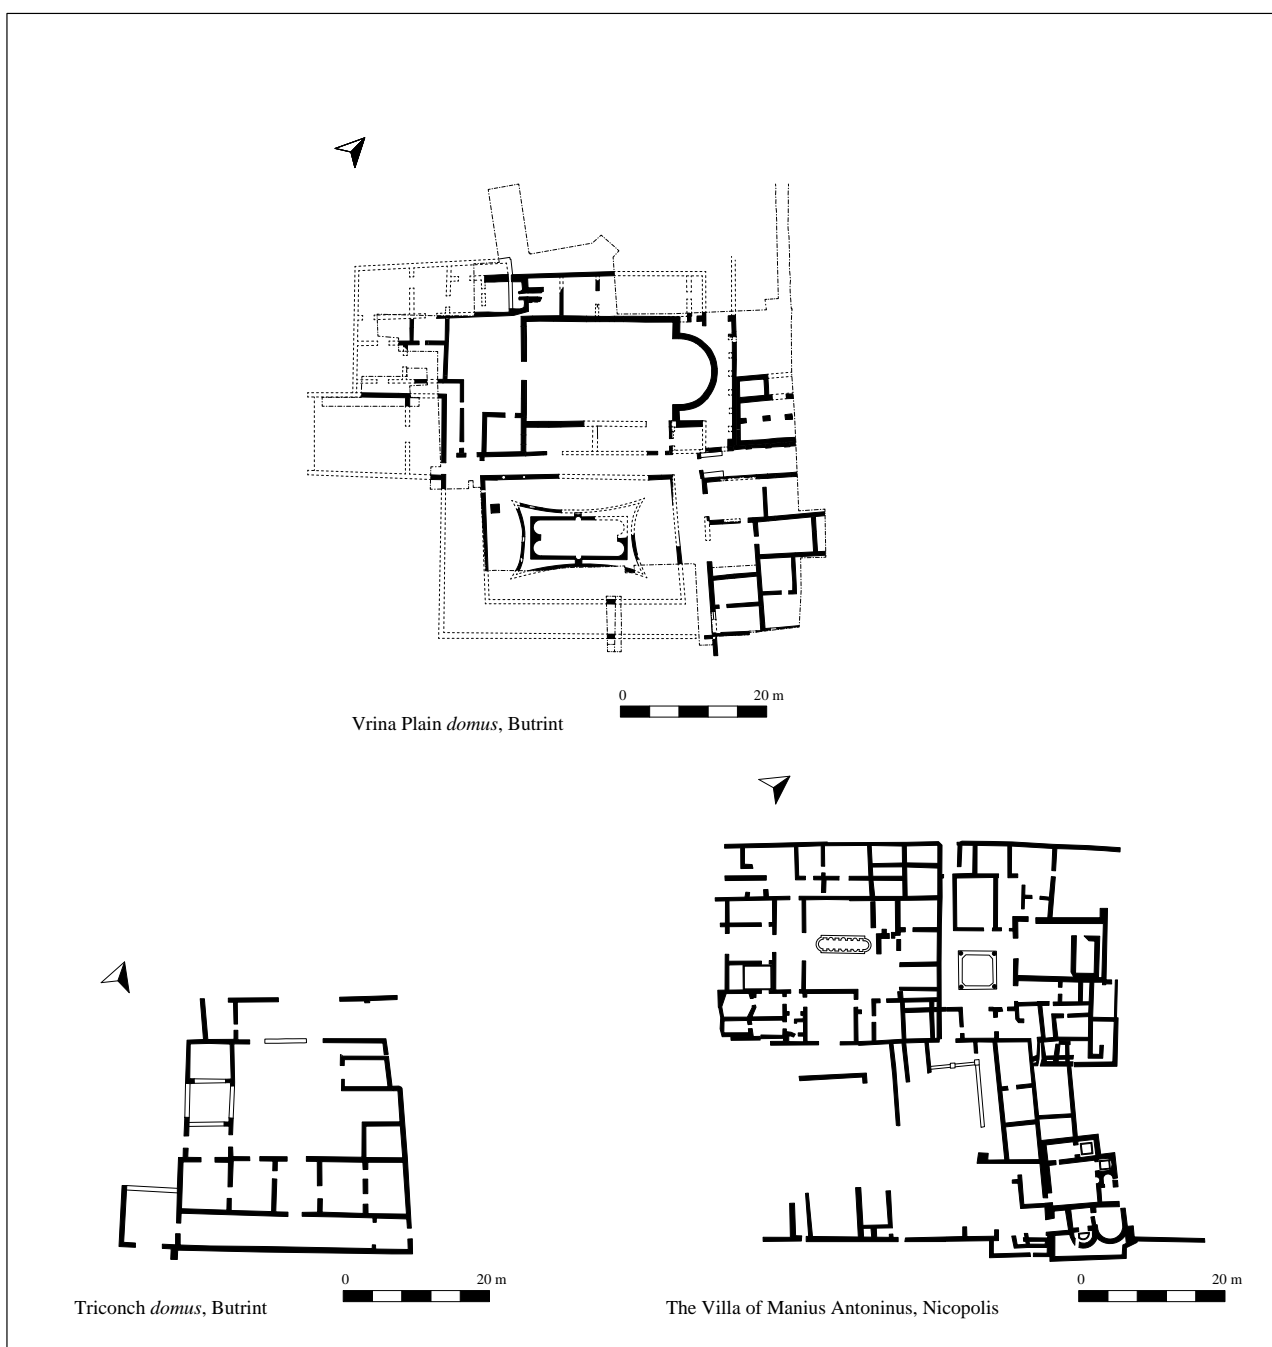 0 20 m
Vrina Plain domus, Butrint
0 20 m
Triconch domus, Butrint
0 20 m
The Villa of Manius Antoninus, Nicopolis